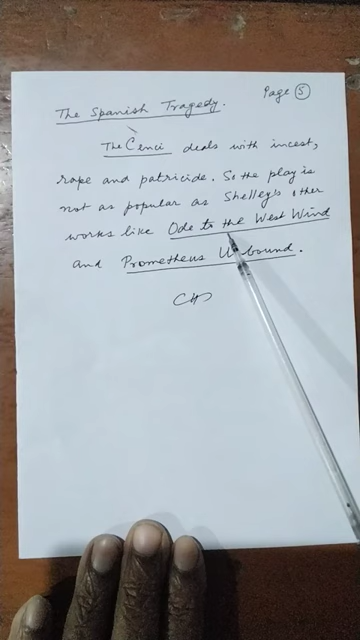 Page 5
The Spanish Tragedy.
The Cenci deals with incest,
rape and patricide. So the play is
not as popular as Shelley's other
works like Ode to the West Wind
and Prometheus Unbound.